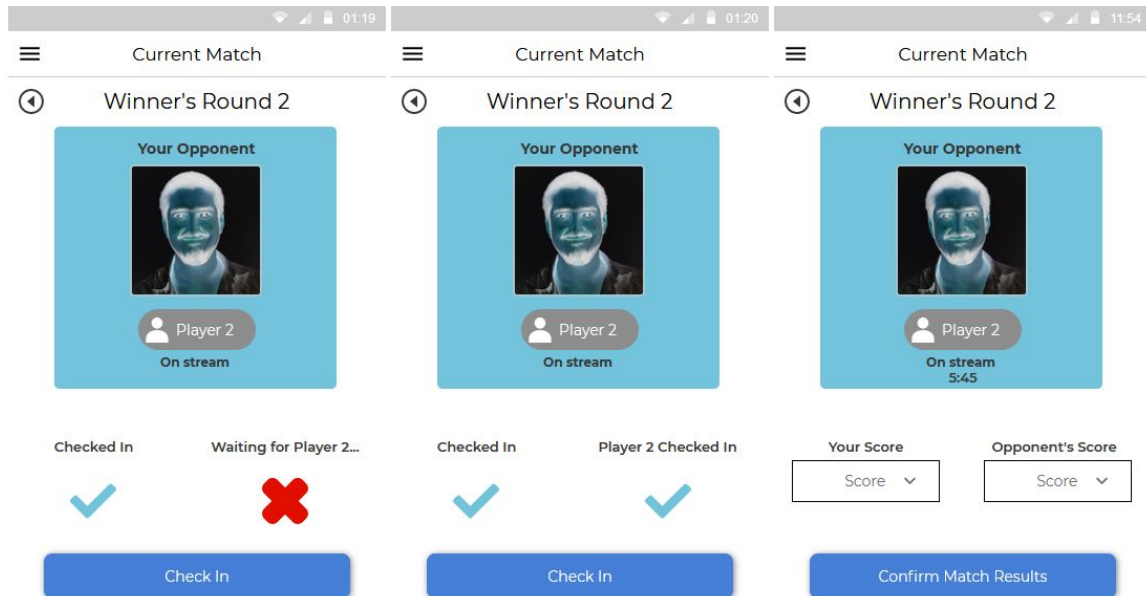 01:19
Current Match
Winner's Round 2
Your Opponent
Player 2
On stream
Checked In
Waiting for Player 2...
Check In
01:20
Current Match
Winner's Round 2
Your Opponent
Player 2
On stream
Checked In
Player 2 Checked In
Check In
11:54
Current Match
Winner's Round 2
Your Opponent
Player 2
On stream
5:45
Your Score
Opponent's Score
Score
Score
Confirm Match Results